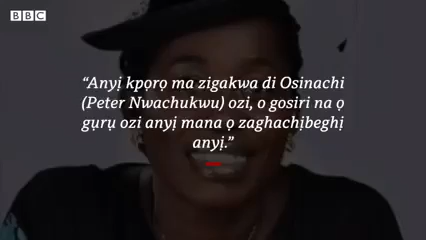 BBC
“Anyị kpọrọ ma zigakwa di Osinachi
(Peter Nwachukwu) ozi, o gosiri na ọ
gụrụ ozi anyị mana ọ zaghachịbeghị
anyị.”